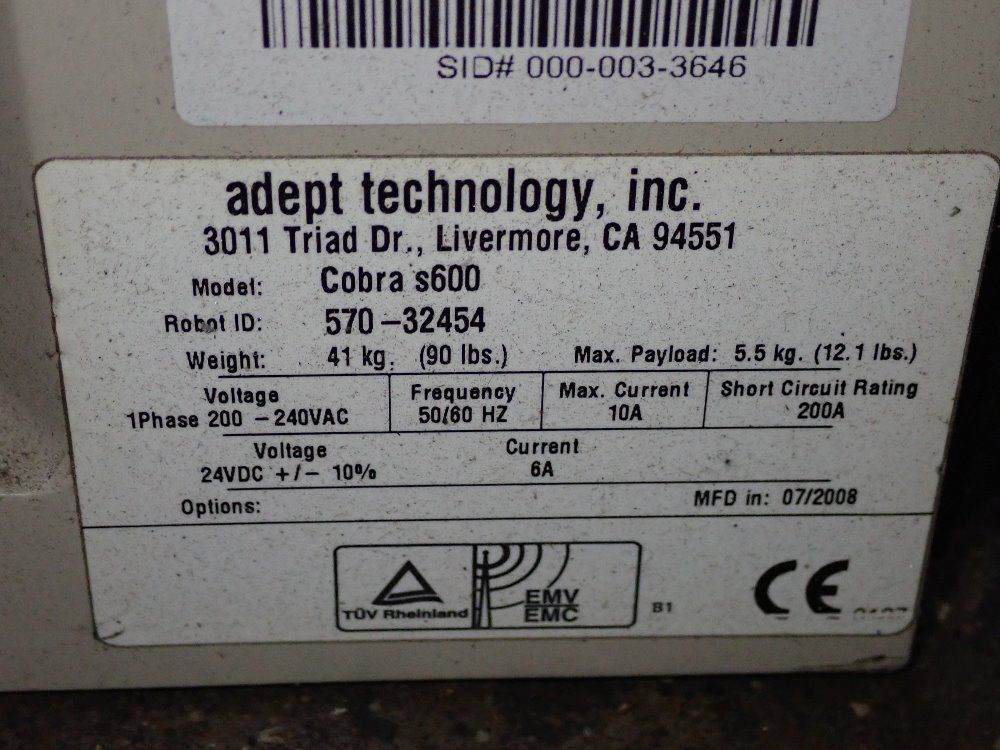 SID# 000-003-3646
adept technology, inc.
3011 Triad Dr., Livermore, CA 94551
Model: Cobra s600
Robot ID: 570-32454
Weight: 41 kg. (90 lbs.) Max. Payload: 5.5 kg. (12.1 lbs.)
Voltage Frequency Max. Current Short Circuit Rating
1Phase 200 - 240VAC 50/60 HZ 10A 200A
Voltage Current
24VDC +/- 10% 6A
Options: MFD in: 07/2008
TÜV Rheinland EMV
EMC
B1
CE